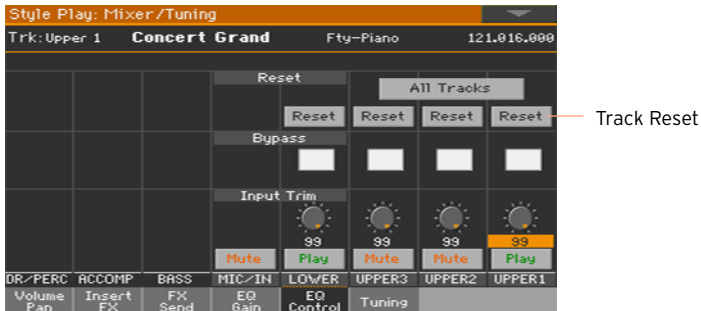 Style Play: Mixer/Tuning
Trk:Upper 1 Concert Grand Fty-Piano 121.016.000
Reset All Tracks
Reset Reset Reset Reset Track Reset
Bypass
Input Trim
99 99 99 99
Mute Play Mute Mute Play
DR/PERC ACCOMP BASS MIC/IN LOWER UPPER3 UPPER2 UPPER1
Volume Insert FX EQ EQ Tuning
Pan FX Send Gain Control